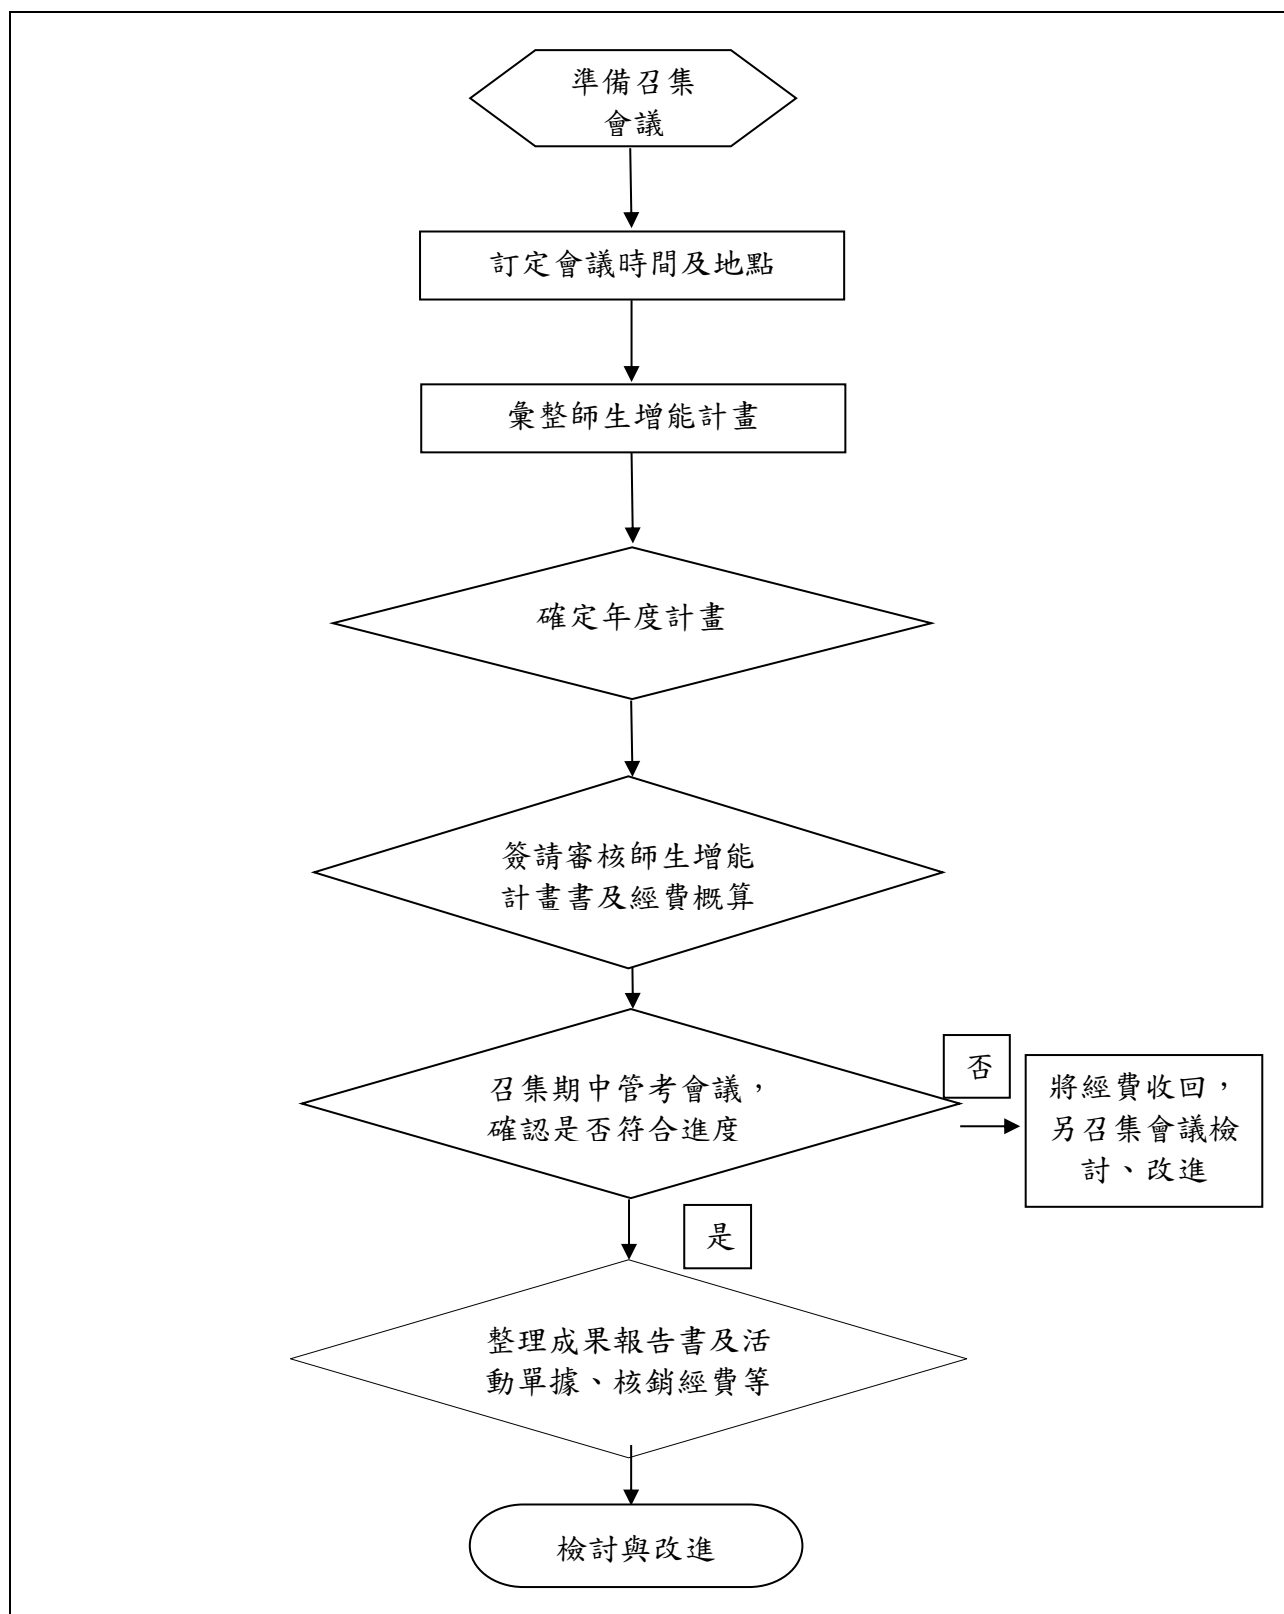 準備召集
會議
訂定會議時間及地點
彙整師生增能計畫
確定年度計畫
簽請審核師生增能
計畫書及經費概算
召集期中管考會議，
確認是否符合進度
否
將經費收回，
另召集會議檢
討、改進
是
整理成果報告書及活
動單據、核銷經費等
檢討與改進